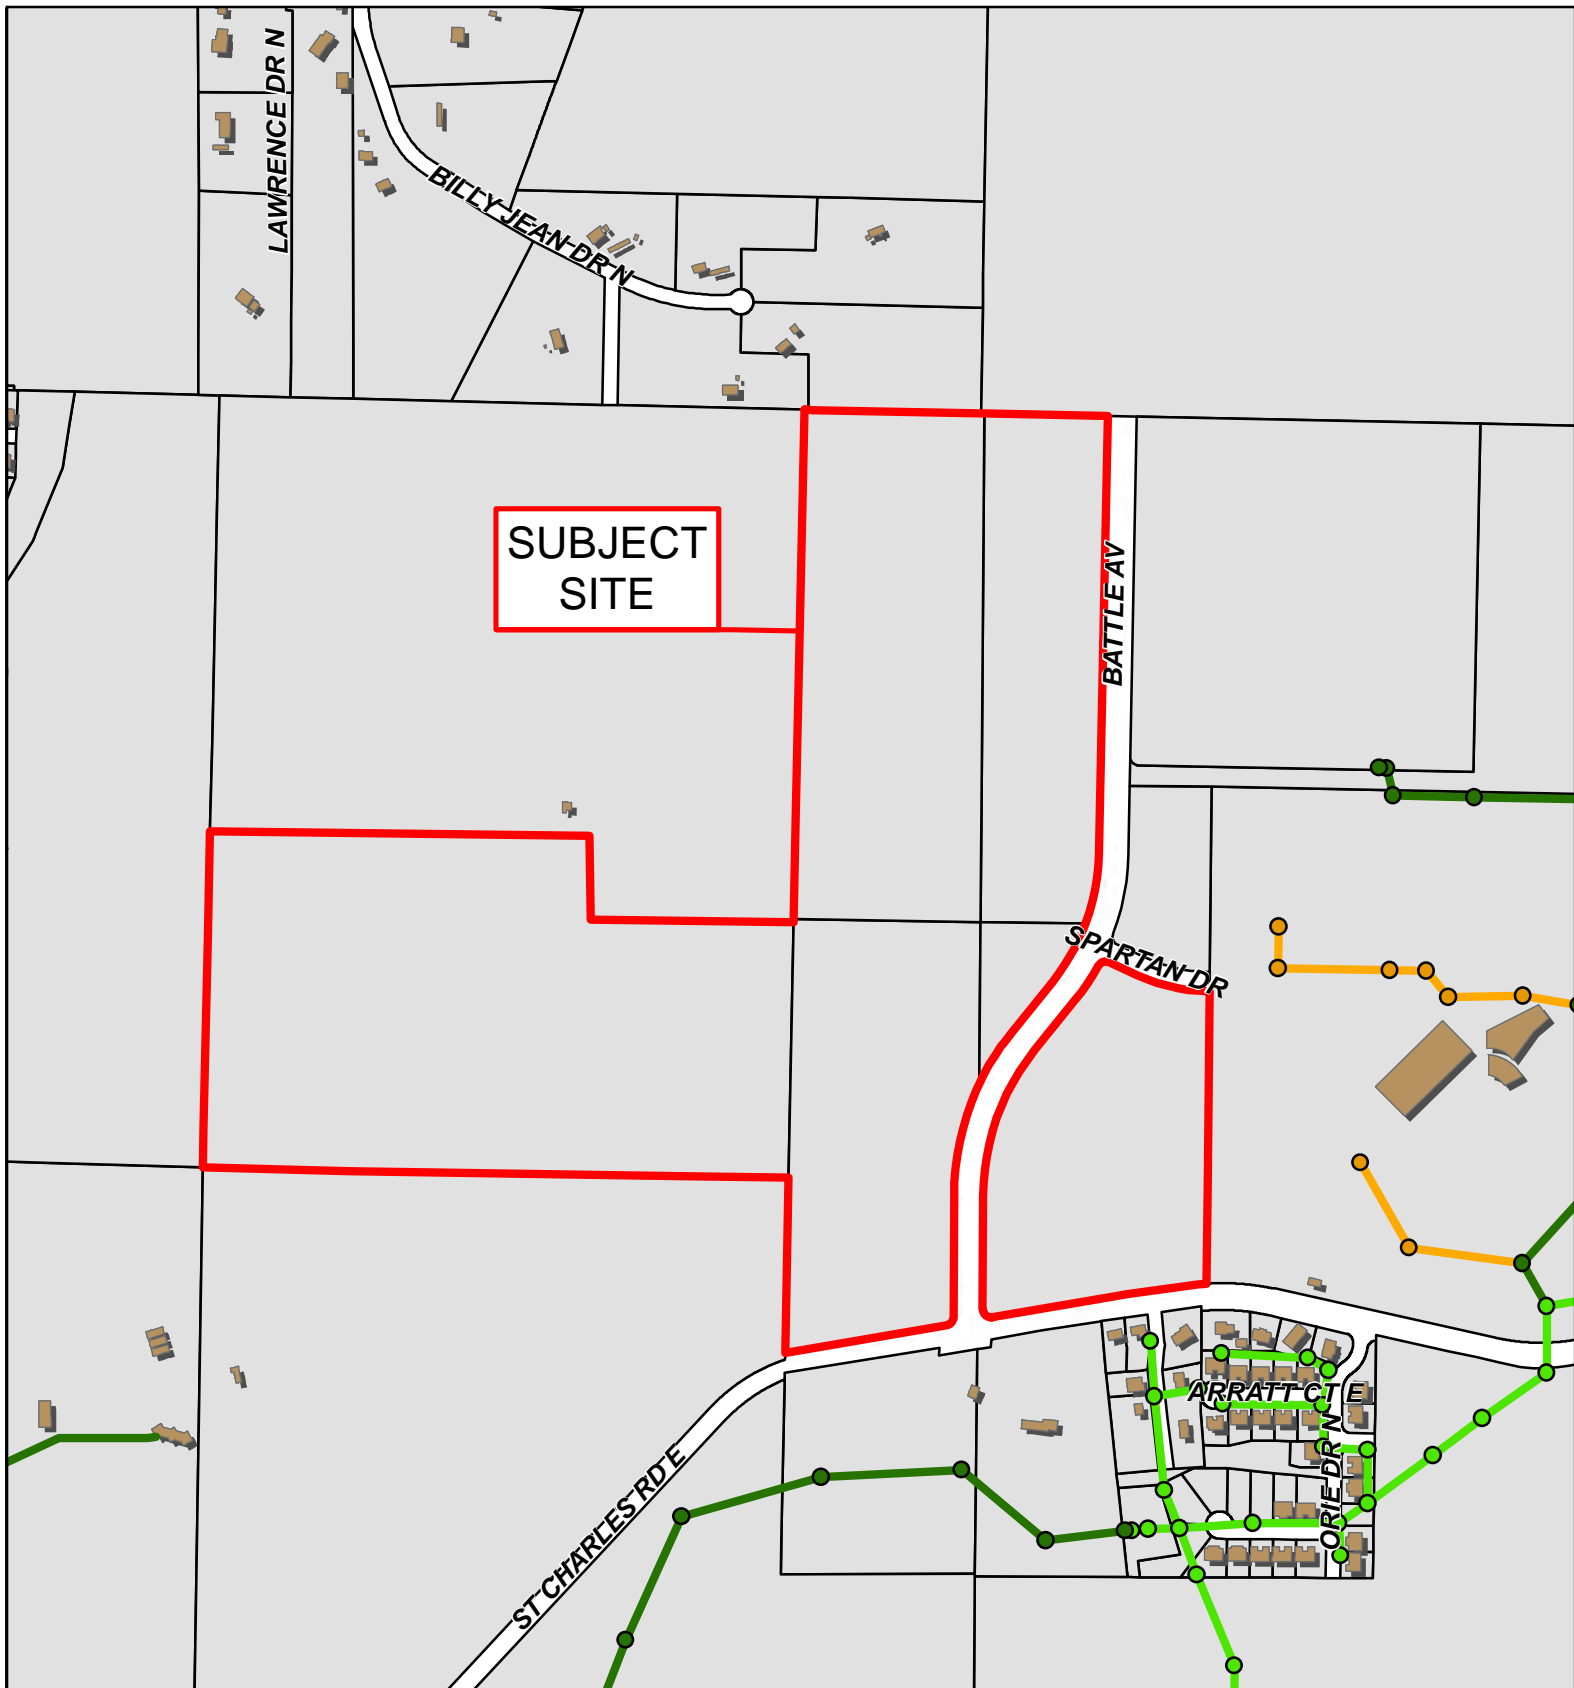 LAWRENCE DR N
BILLY JEAN DR N
SUBJECT
SITE
BATTLE AV
SPARTAN DR
ARRATT CT E
ORIE DR N
ST CHARLES RD E